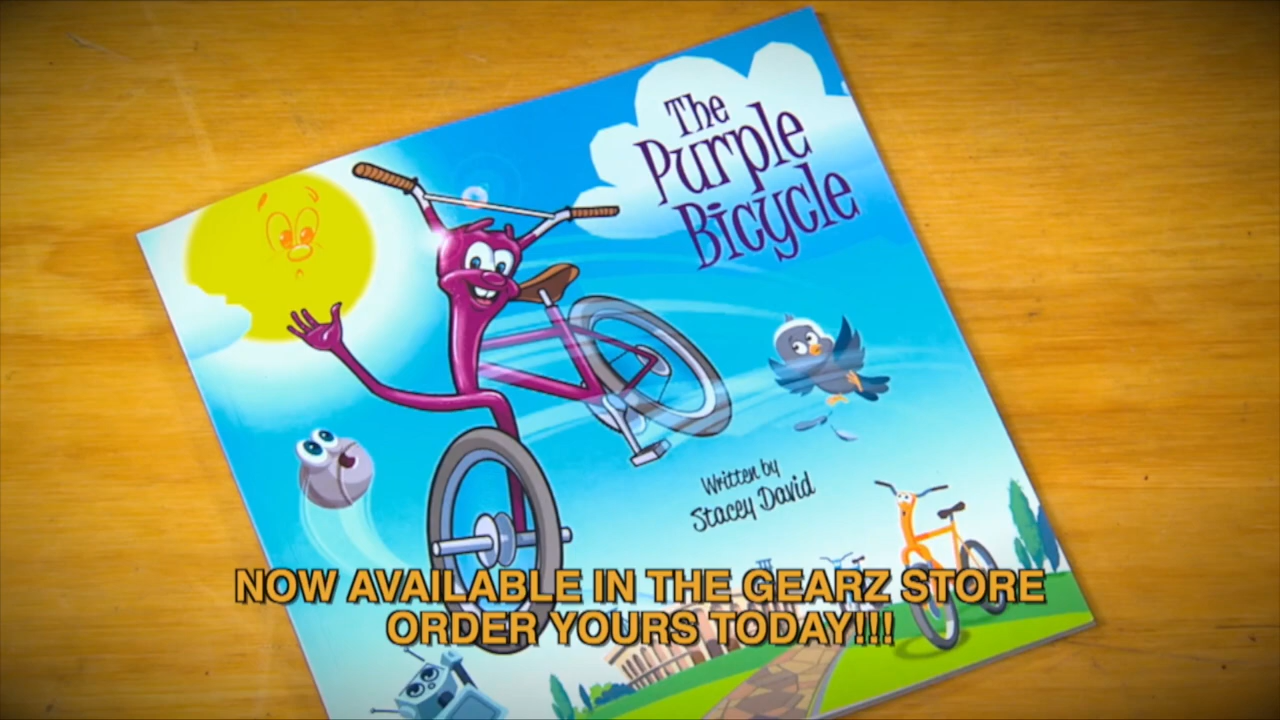 The
Purple
Bicycle
Written by
Stacey David
NOW AVAILABLE IN THE GEARZ STORE
ORDER YOURS TODAY!!!